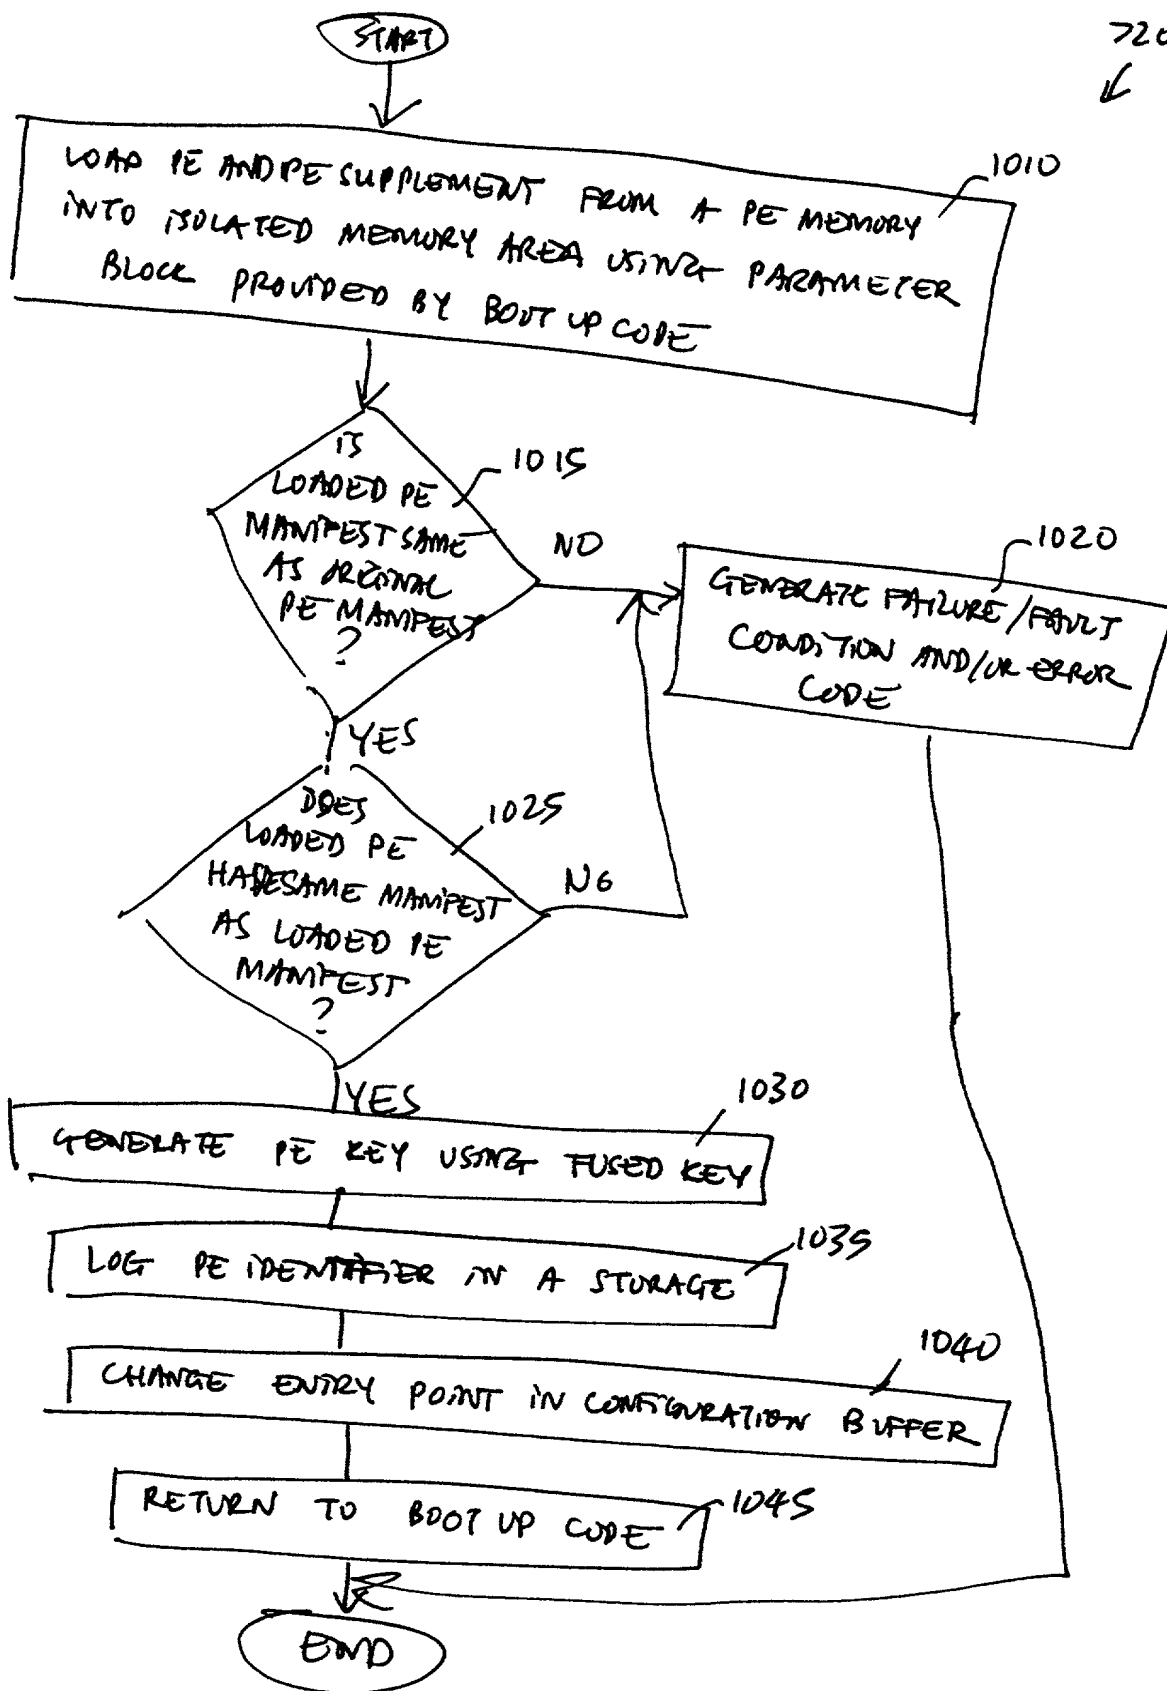 START
720
LOAD PE AND PE SUPPLEMENT FROM A PE MEMORY
INTO ISOLATED MEMORY AREA USING PARAMETER
BLOCK PROVIDED BY BOOT UP CODE
1010
IS
LOADED PE
MANIFEST SAME
AS ORIGINAL
PE MANIFEST
?
1015
NO
YES
GENERATE FAILURE/FAULT
CONDITION AND/OR ERROR
CODE
1020
DOES
LOADED PE
HAVE SAME MANIFEST
AS LOADED PE
MANIFEST
?
1025
NO
YES
GENERATE PE KEY USING FUSED KEY
1030
LOG PE IDENTIFIER IN A STORAGE
1035
CHANGE ENTRY POINT IN CONFIGURATION BUFFER
1040
RETURN TO BOOT UP CODE
1045
END